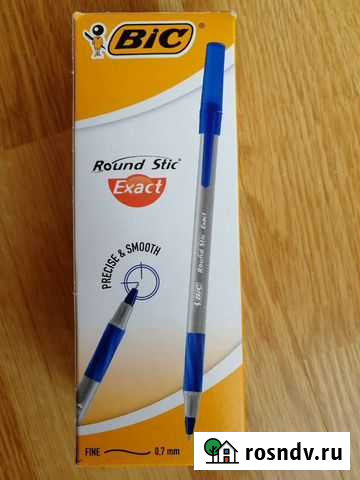 BiC
Round Stic
Exact
PRECISE & SMOOTH
BiC Round Stic Exact
FINE 0.7 mm
rosndv.ru